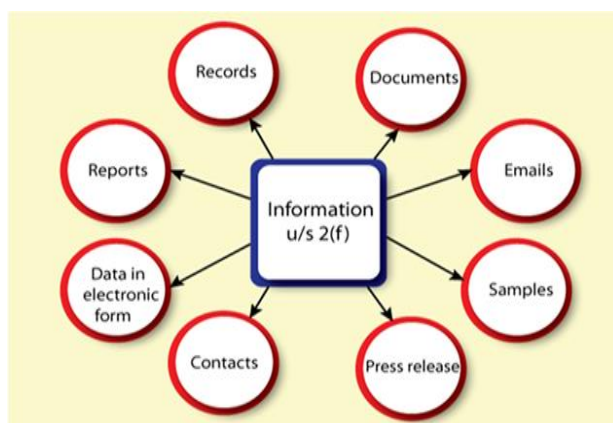 Records
Documents
Reports
Emails
Information
u/s 2(f)
Data in
electronic
form
Samples
Contacts
Press release